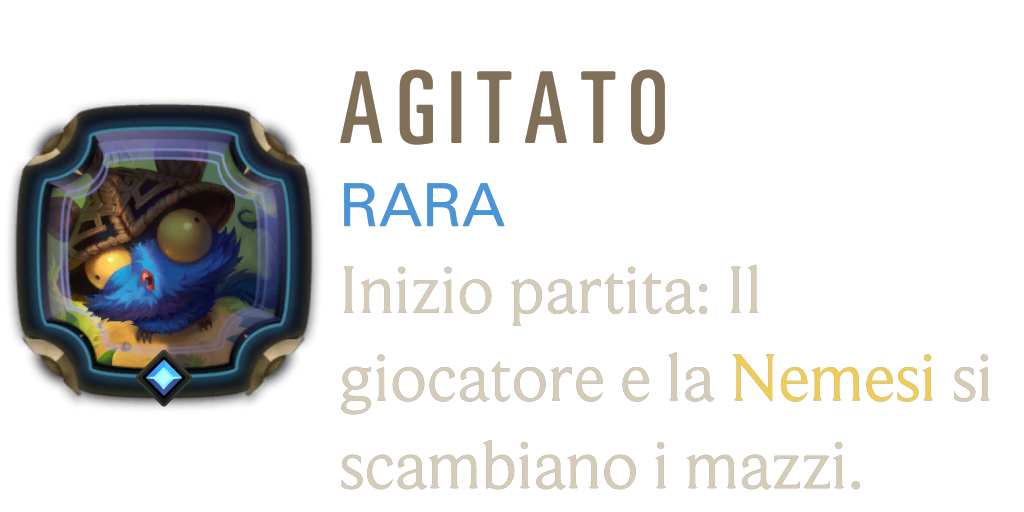 AGITATO
RARA
Inizio partita: Il
giocatore e la Nemesi si
scambiano i mazzi.